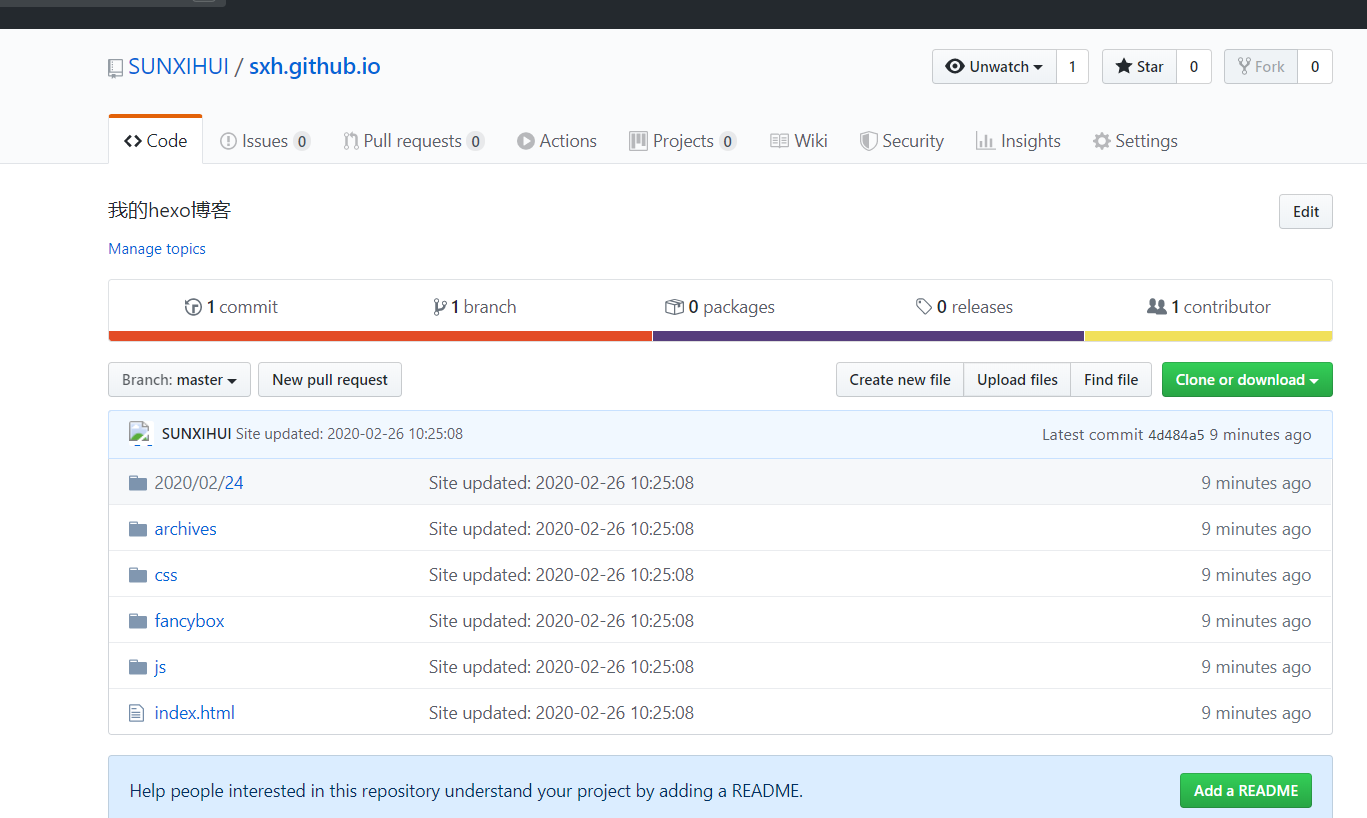 SUNXIHUI / sxh.github.io
Unwatch 1 Star 0 Fork 0
Code Issues 0 Pull requests 0 Actions Projects 0 Wiki Security Insights Settings
我的hexo博客 Edit
Manage topics
1 commit 1 branch 0 packages 0 releases 1 contributor
Branch: master New pull request Create new file Upload files Find file Clone or download
SUNXIHUI Site updated: 2020-02-26 10:25:08 Latest commit 4d484a5 9 minutes ago
2020/02/24 Site updated: 2020-02-26 10:25:08 9 minutes ago
archives Site updated: 2020-02-26 10:25:08 9 minutes ago
css Site updated: 2020-02-26 10:25:08 9 minutes ago
fancybox Site updated: 2020-02-26 10:25:08 9 minutes ago
js Site updated: 2020-02-26 10:25:08 9 minutes ago
index.html Site updated: 2020-02-26 10:25:08 9 minutes ago
Help people interested in this repository understand your project by adding a README. Add a README